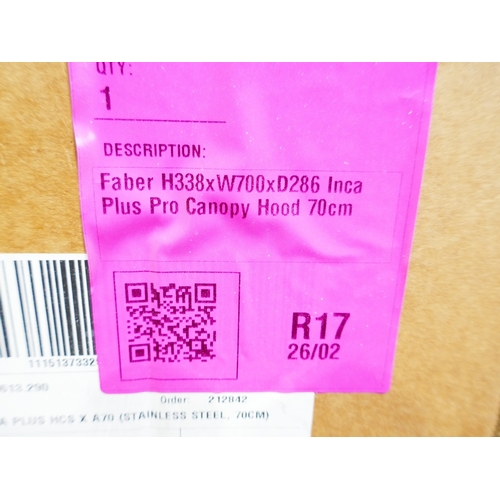 QTY:
1
DESCRIPTION:
Faber H338xW700xD286 Inca
Plus Pro Canopy Hood 70cm
R17
26/02
Order: 212842
PLUS HCS X A70 (STAINLESS STEEL, 70CM)